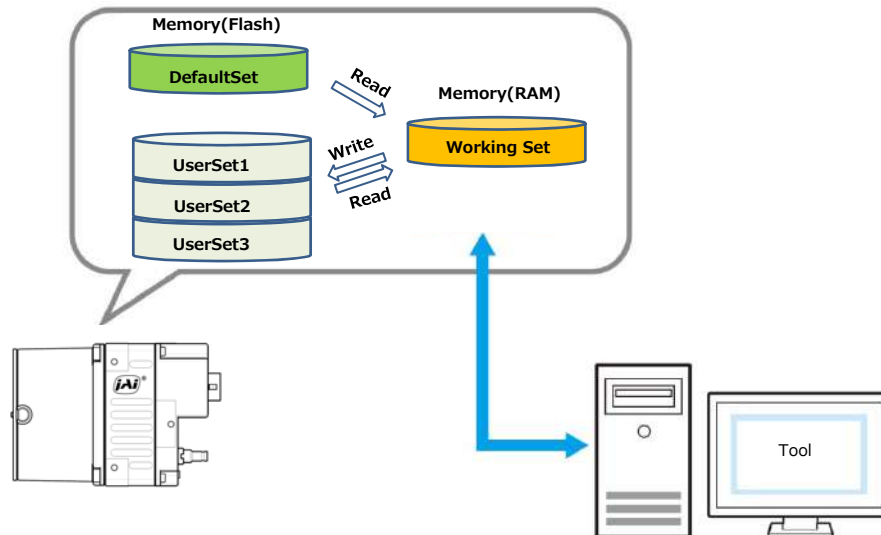 Memory(Flash)
DefaultSet
Read
Memory(RAM)
Working Set
Write
Read
UserSet1
UserSet2
UserSet3
JAi®
Tool